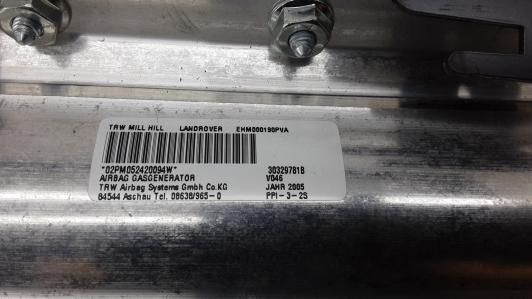 TRW MILL HILL LANDROVER EHM000190PVA
*02PM052420094W* 30329781B
AIRBAG GASGENERATOR V046
TRW Airbag Systems Gmbh Co.KG JAHR 2005
84544 Aschau Tel. 08638/965-0 PPI-3-2S